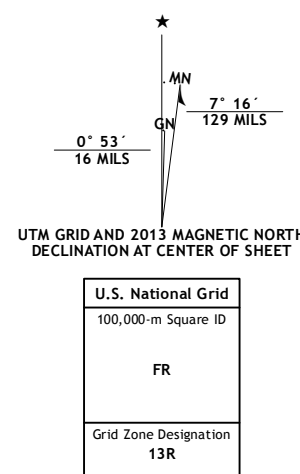 ★
MN
GN
7° 16´
129 MILS
0° 53´
16 MILS
UTM GRID AND 2013 MAGNETIC NORTH
DECLINATION AT CENTER OF SHEET
U.S. National Grid
100,000-m Square ID
FR
Grid Zone Designation
13R